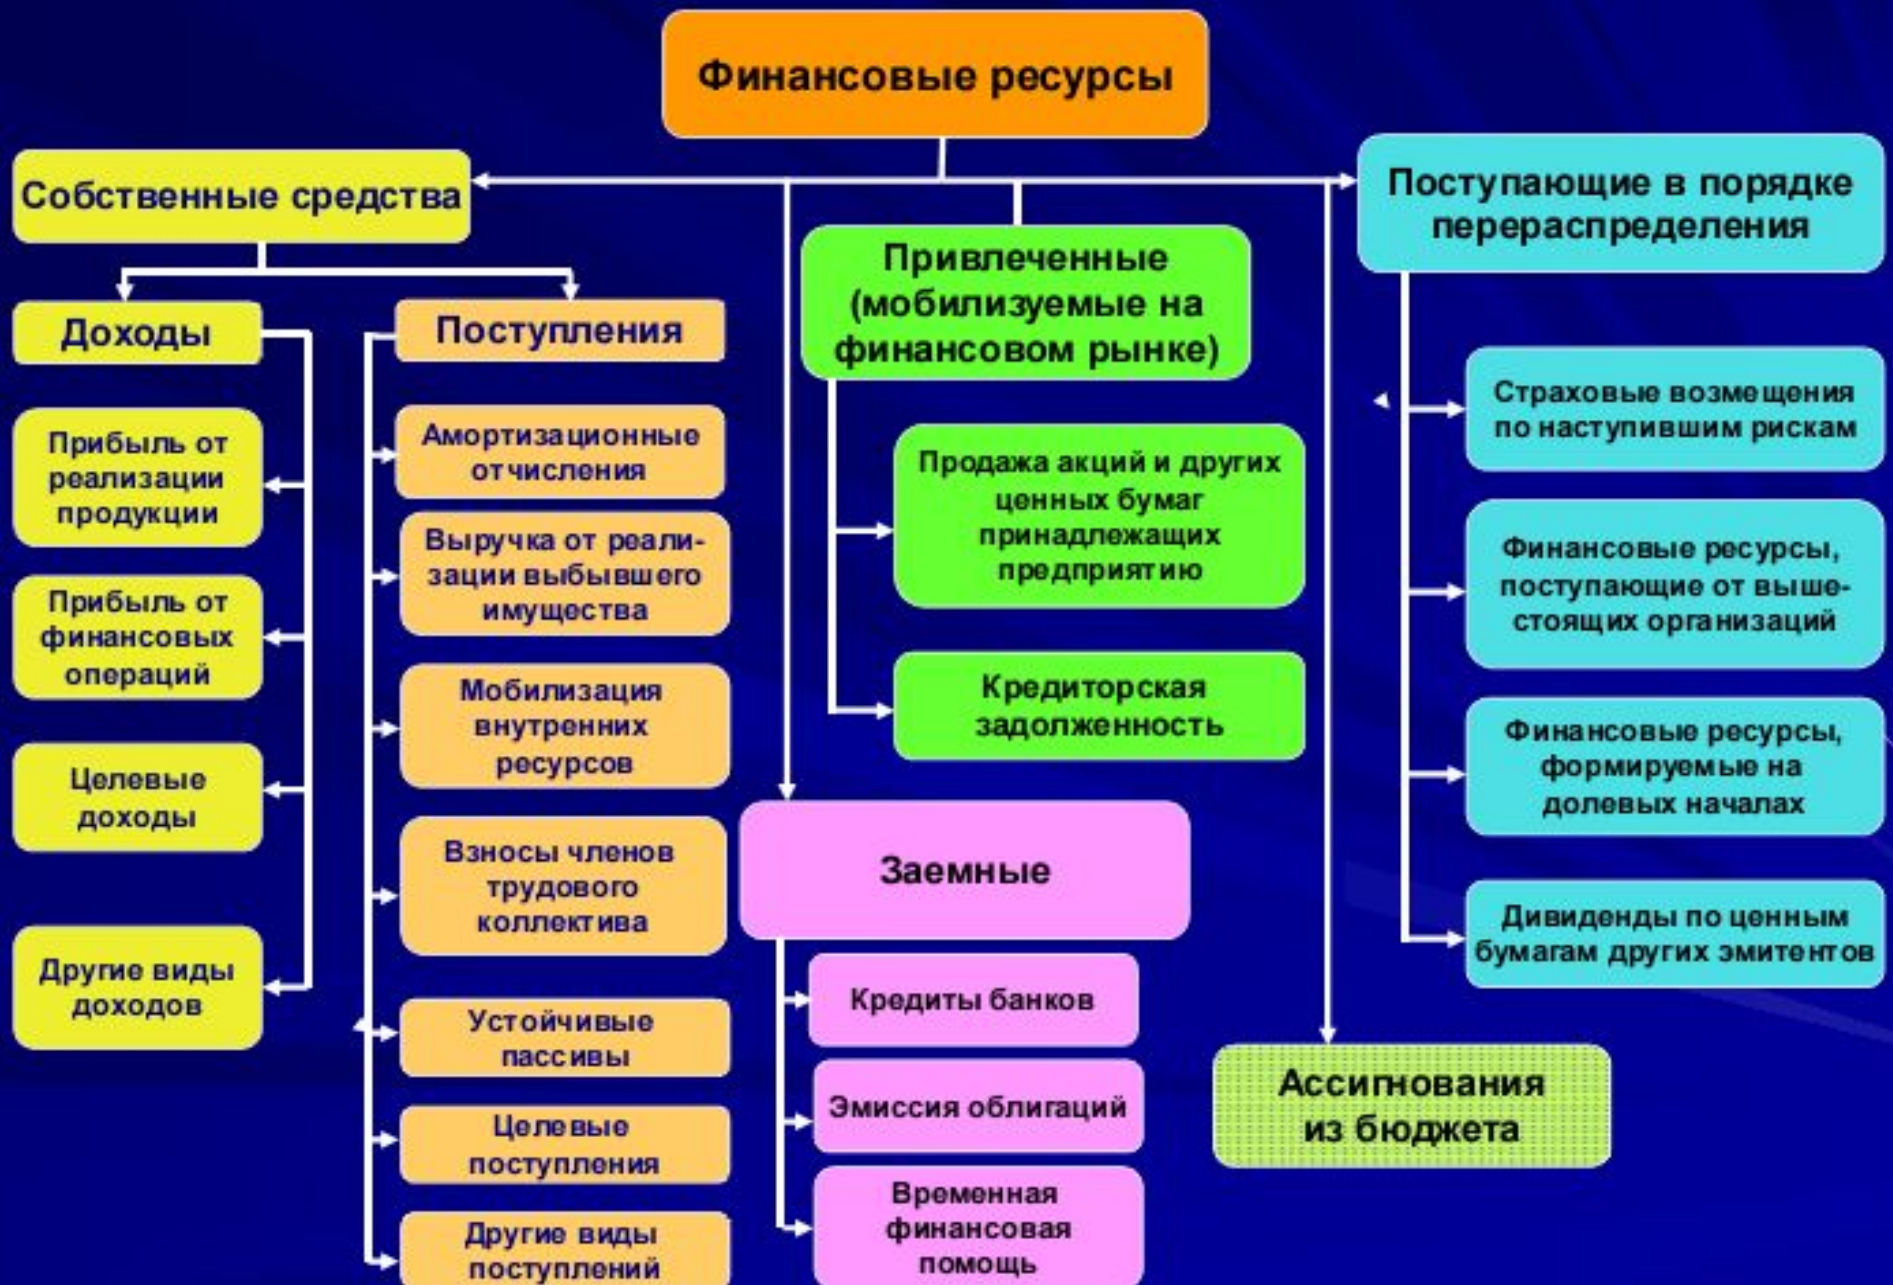 Финансовые ресурсы
Собственные средства
Доходы
Прибыль от
реализации
продукции
Прибыль от
финансовых
операций
Целевые
доходы
Другие виды
доходов
Поступления
Амортизационные
отчисления
Выручка от реали-
зации выбывшего
имущества
Мобилизация
внутренних
ресурсов
Взносы членов
трудового
коллектива
Устойчивые
пассивы
Целевые
поступления
Другие виды
поступлений
Привлеченные
(мобилизуемые на
финансовом рынке)
Продажа акций и других
ценных бумаг
принадлежащих
предприятию
Кредиторская
задолженность
Заемные
Кредиты банков
Эмиссия облигаций
Временная
финансовая
помощь
Поступающие в порядке
перераспределения
Страховые возмещения
по наступившим рискам
Финансовые ресурсы,
поступающие от выше-
стоящих организаций
Финансовые ресурсы,
формируемые на
долевых началах
Дивиденды по ценным
бумагам других эмитентов
Ассигнования
из бюджета